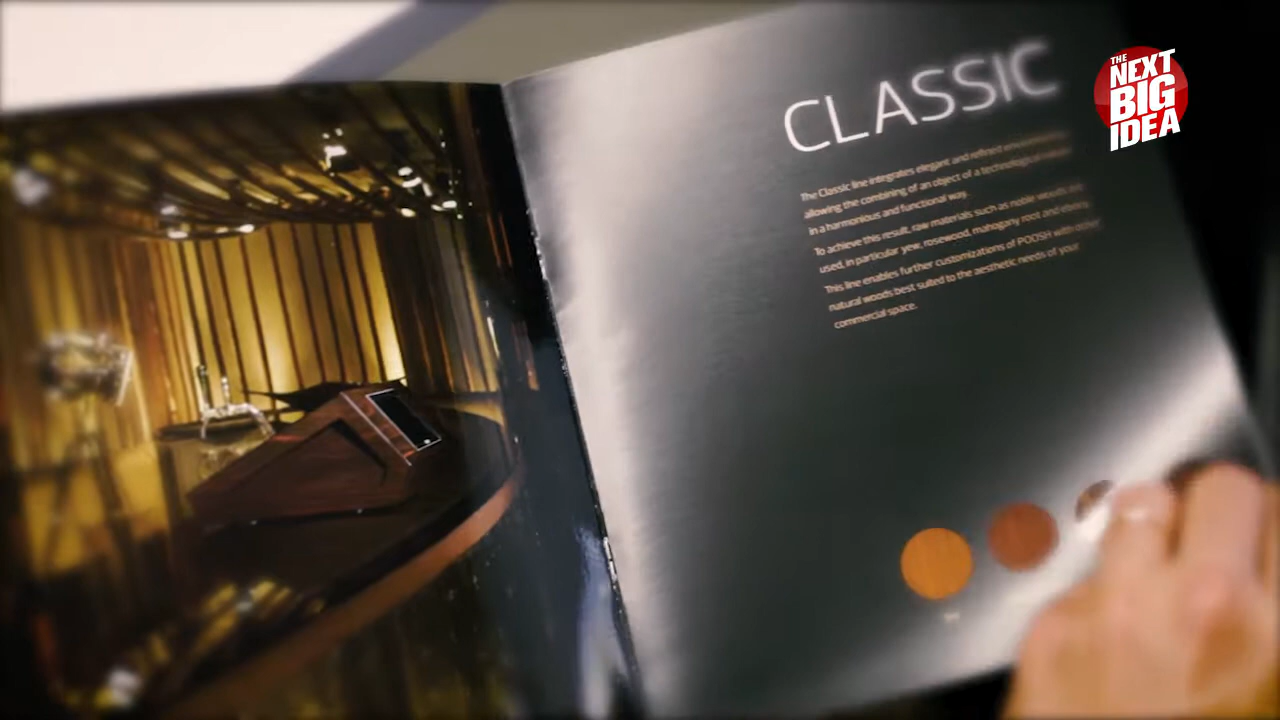 CLASSIC
The Classic line integrates elegant and refined
allowing the combining of an object of a technological
in a harmonious and functional way.
To achieve this result, raw materials such as noble woods are
used, in particular yew, rosewood, mahogany root and ebony.
This line enables further customizations of POOSH with other
natural woods best suited to the aesthetic needs of your
commercial space.
THE
NEXT
BIG
IDEA